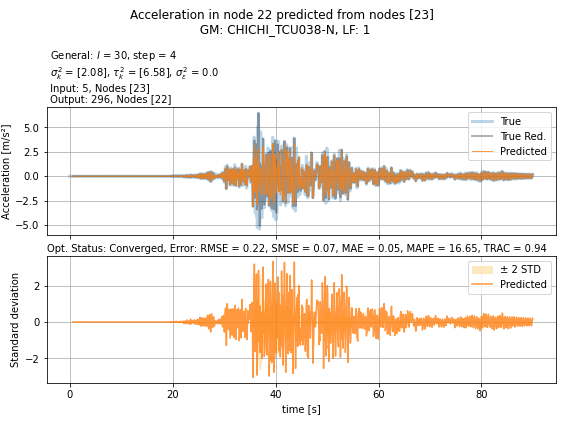 Acceleration in node 22 predicted from nodes [23]
GM: CHICHI_TCU038-N, LF: 1
General: l = 30, step = 4
σ²ₖ = [2.08], τ²ₖ = [6.58], σ²ε = 0.0
Input: 5, Nodes [23]
Output: 296, Nodes [22]
Acceleration [m/s²]
5.0
2.5
0.0
−2.5
−5.0
True
True Red.
Predicted
Opt. Status: Converged, Error: RMSE = 0.22, SMSE = 0.07, MAE = 0.05, MAPE = 16.65, TRAC = 0.94
Standard deviation
2
0
−2
± 2 STD
Predicted
0 20 40 60 80
time [s]